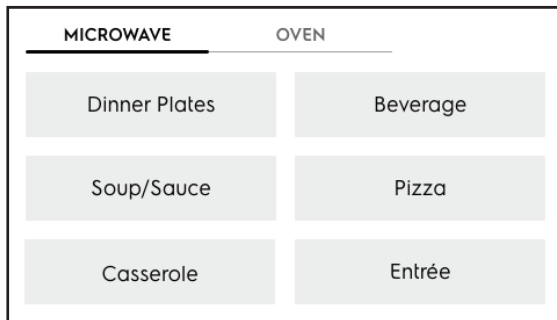 MICROWAVE OVEN
Dinner Plates Beverage
Soup/Sauce Pizza
Casserole Entrée